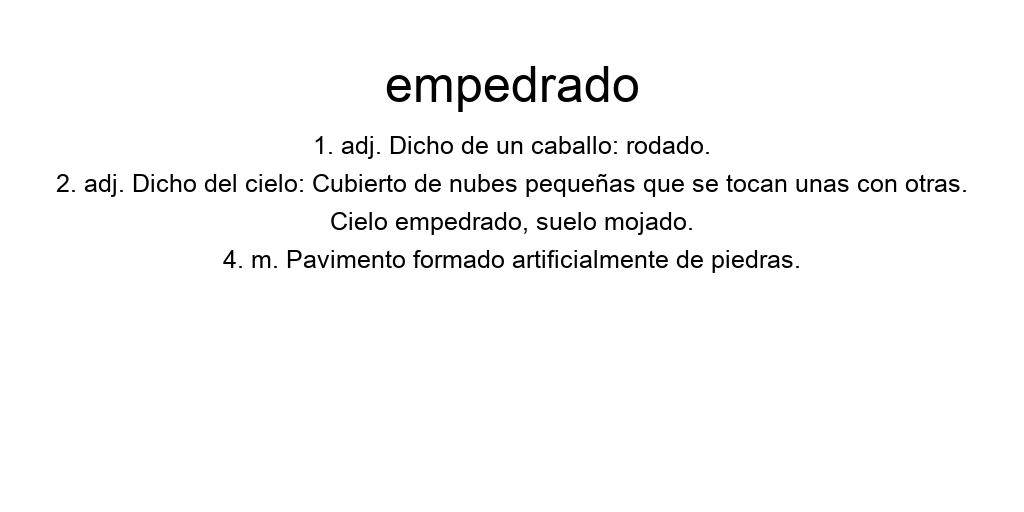 empedrado
1. adj. Dicho de un caballo: rodado.
2. adj. Dicho del cielo: Cubierto de nubes pequeñas que se tocan unas con otras.
Cielo empedrado, suelo mojado.
4. m. Pavimento formado artificialmente de piedras.